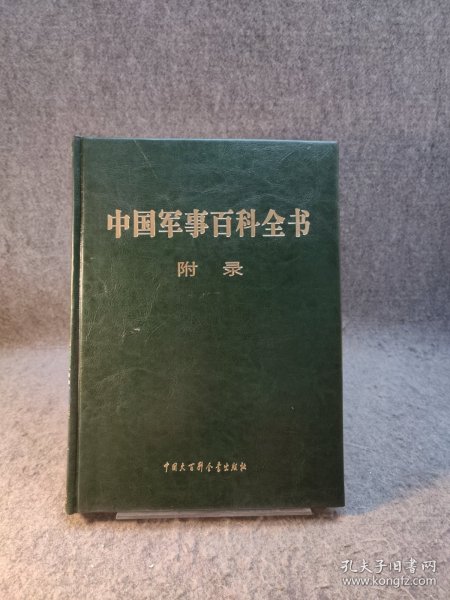 中国军事百科全书
附 录
中国大百科全书出版社
孔夫子旧书网
www.kongfz.com